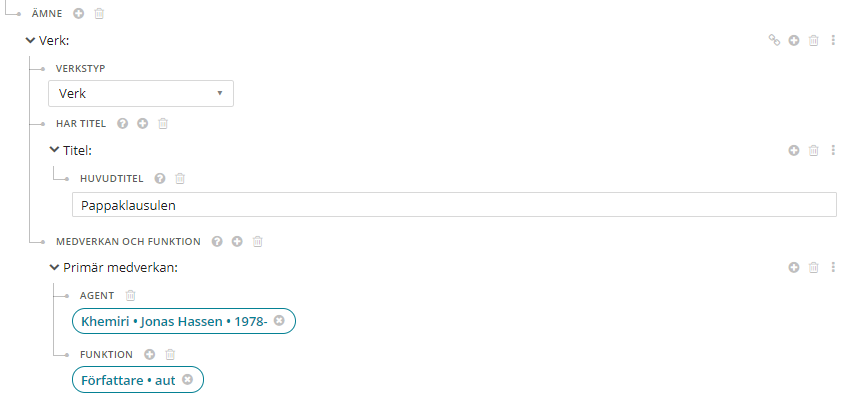 ÄMNE
Verk:
VERKSTYP
Verk
HAR TITEL
Titel:
HUVUDTITEL
Pappaklausulen
MEDVERKAN OCH FUNKTION
Primär medverkan:
AGENT
Khemiri • Jonas Hassen • 1978-
FUNKTION
Författare • aut